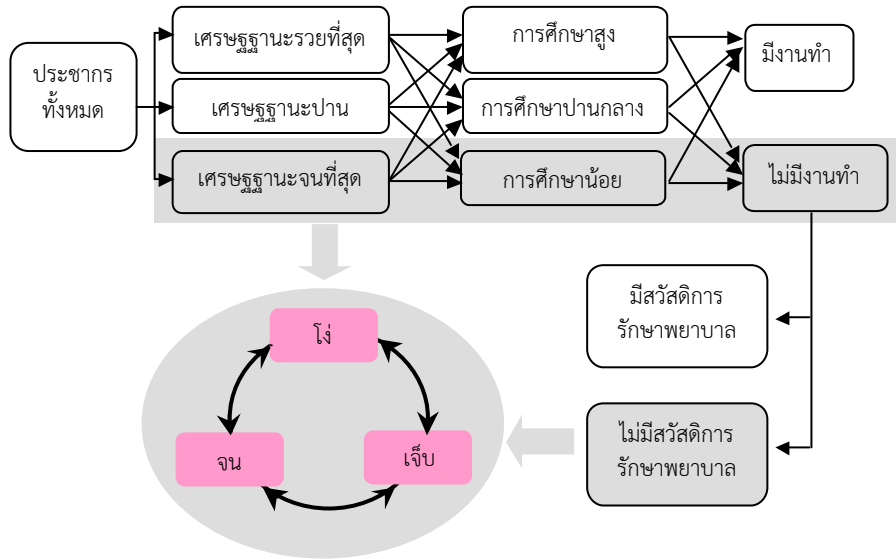 ประชากร
ทั้งหมด
เศรษฐฐานะรวยที่สุด
เศรษฐฐานะปาน
เศรษฐฐานะจนที่สุด
การศึกษาสูง
การศึกษาปานกลาง
การศึกษาน้อย
มีงานทำ
ไม่มีงานทำ
มีสวัสดิการ
รักษาพยาบาล
ไม่มีสวัสดิการ
รักษาพยาบาล
โง่
จน
เจ็บ